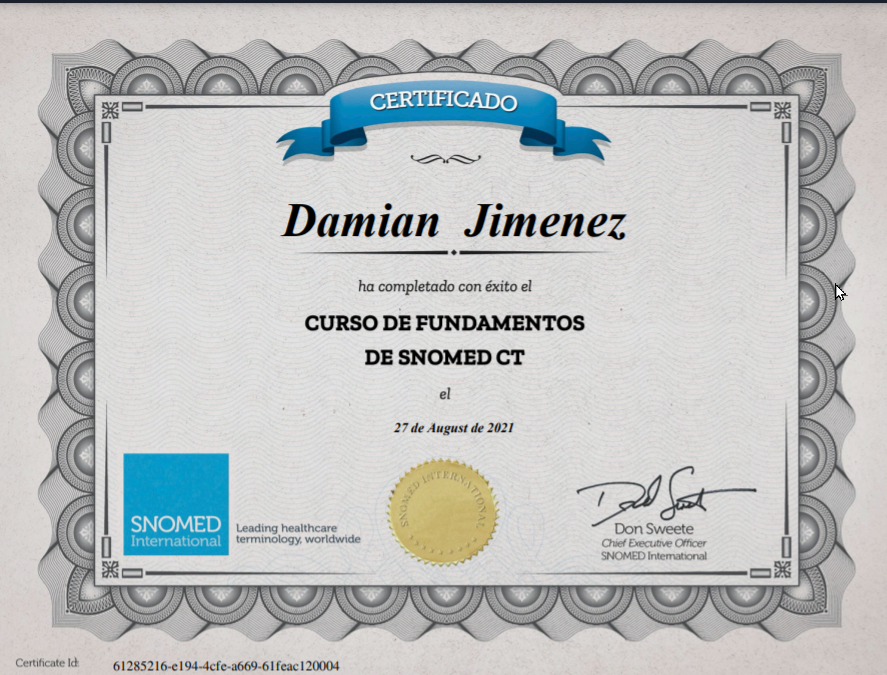 CERTIFICADO
Damian Jimenez
ha completado con éxito el
CURSO DE FUNDAMENTOS
DE SNOMED CT
el
27 de August de 2021
SNOMED
International
Leading healthcare
terminology, worldwide
SNOMED INTERNATIONAL
Don Sweete
Chief Executive Officer
SNOMED International
Certificate Id:
61285216-e194-4cfe-a669-61feac120004